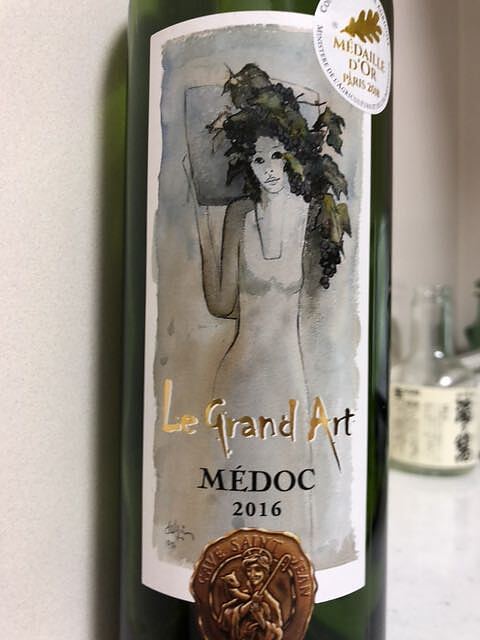 MÉDAILLE
D'OR
PARIS 2018
Le Grand Art
MÉDOC
2016
CAVE SAINT JEAN